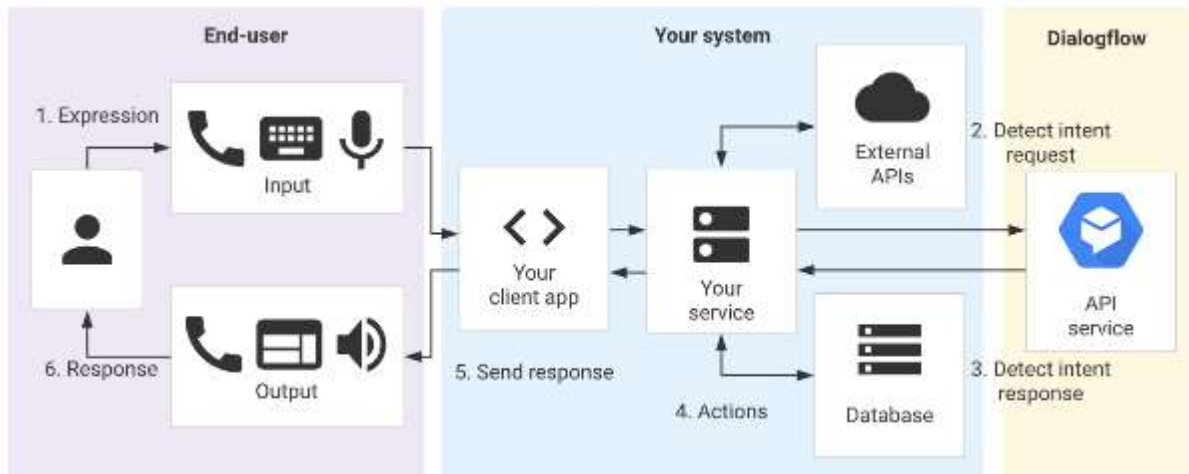 End-user
Your system
Dialogflow
1. Expression
Input
External
APIs
2. Detect intent
request
Your
client app
Your
service
API
service
6. Response
Output
5. Send response
4. Actions
Database
3. Detect intent
response